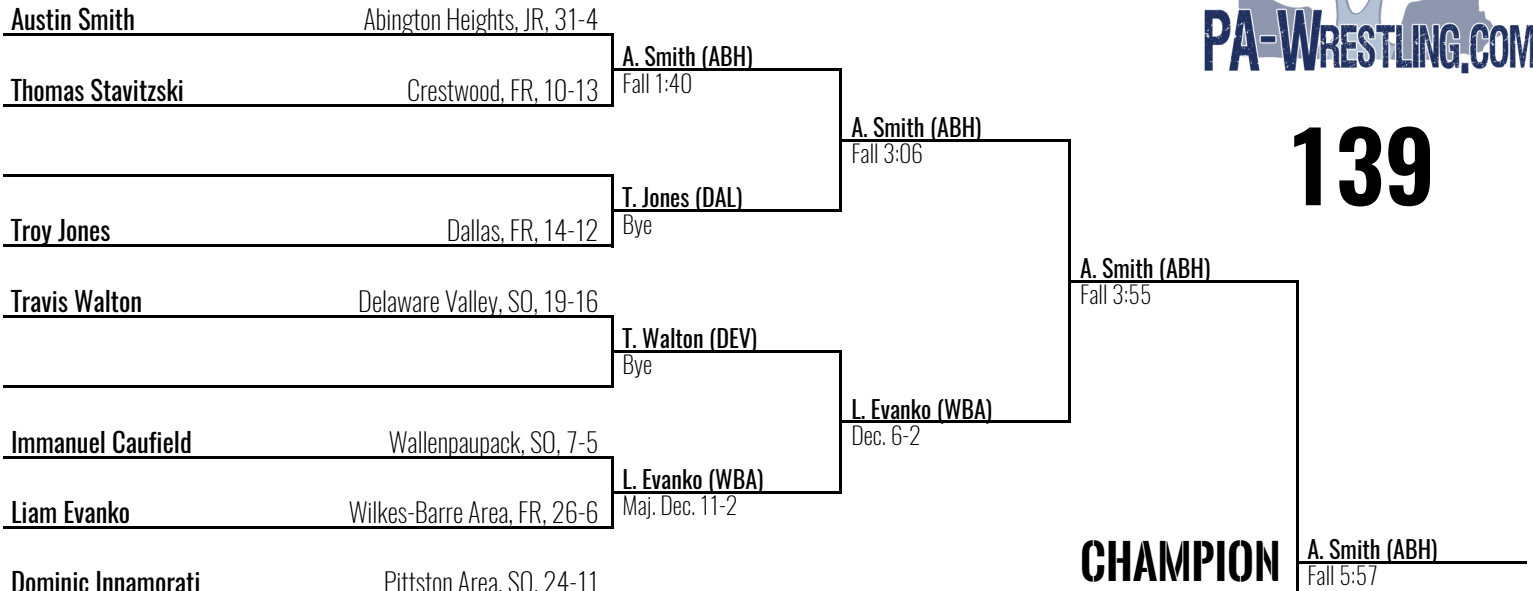 Austin Smith Abington Heights, JR, 31-4
PA-WRESTLING.COM
A. Smith (ABH)
Fall 1:40
Thomas Stavitzski Crestwood, FR, 10-13
A. Smith (ABH)
Fall 3:06
139
T. Jones (DAL)
Bye
Troy Jones Dallas, FR, 14-12
A. Smith (ABH)
Fall 3:55
Travis Walton Delaware Valley, SO, 19-16
T. Walton (DEV)
Bye
L. Evanko (WBA)
Dec. 6-2
Immanuel Caufield Wallenpaupack, SO, 7-5
L. Evanko (WBA)
Maj. Dec. 11-2
Liam Evanko Wilkes-Barre Area, FR, 26-6
CHAMPION
A. Smith (ABH)
Fall 5:57
Dominic Innamorati Pittston Area, SO, 24-11